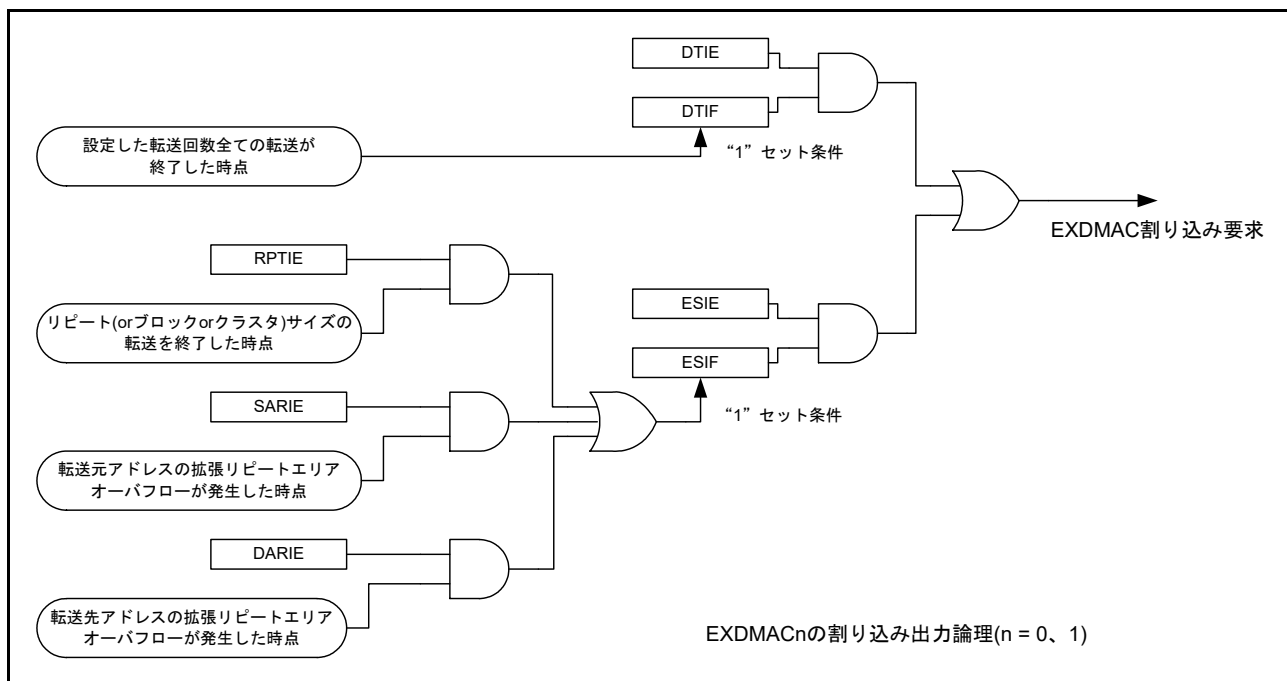 DTIE
DTIF
設定した転送回数全ての転送が
終了した時点
“1”セット条件
EXDMAC割り込み要求
RPTIE
リピート(orブロックorクラスタ)サイズの
転送を終了した時点
ESIE
ESIF
SARIE
“1”セット条件
転送元アドレスの拡張リピートエリア
オーバフローが発生した時点
DARIE
転送先アドレスの拡張リピートエリア
オーバフローが発生した時点
EXDMACnの割り込み出力論理(n = 0、1)